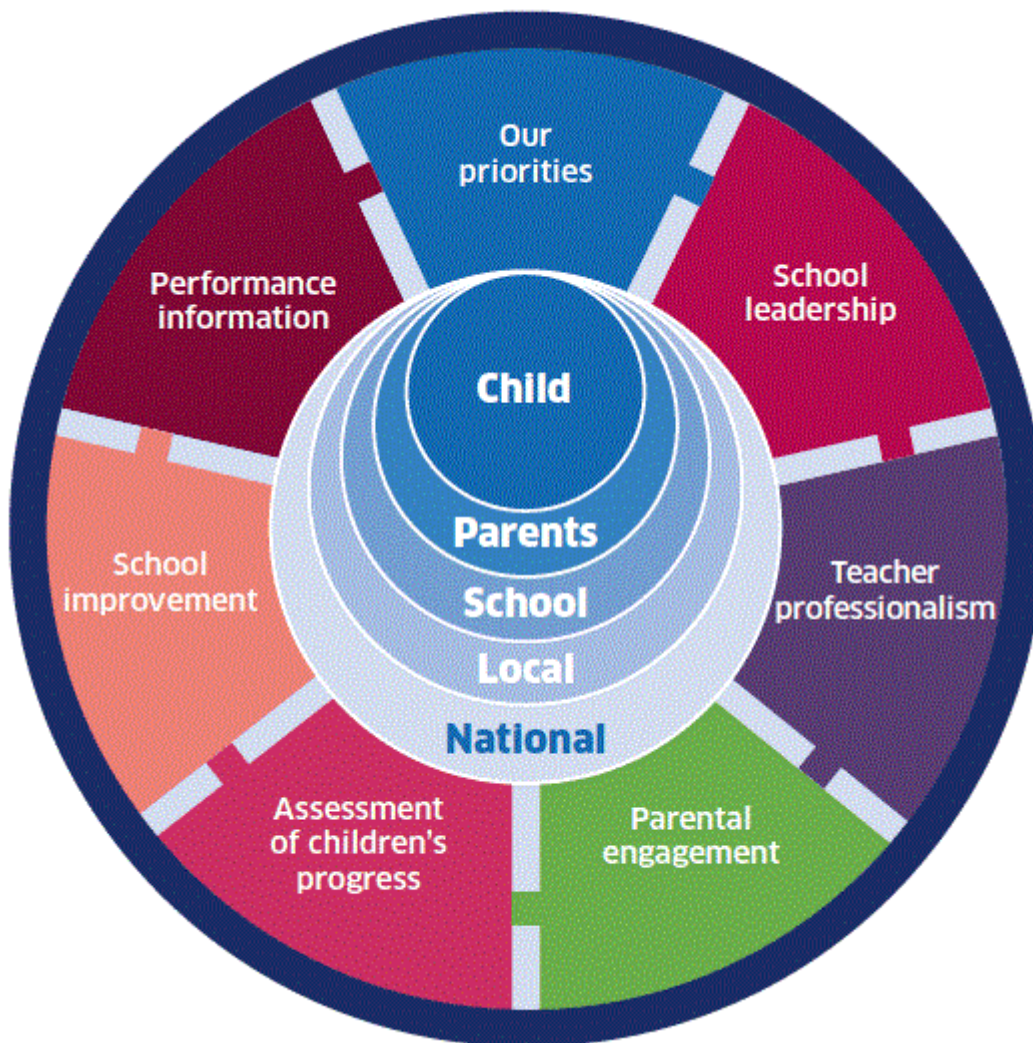 Our
priorities
School
leadership
Teacher
professionalism
Parental
engagement
Assessment
of children's
progress
School
improvement
Performance
information
Child
Parents
School
Local
National